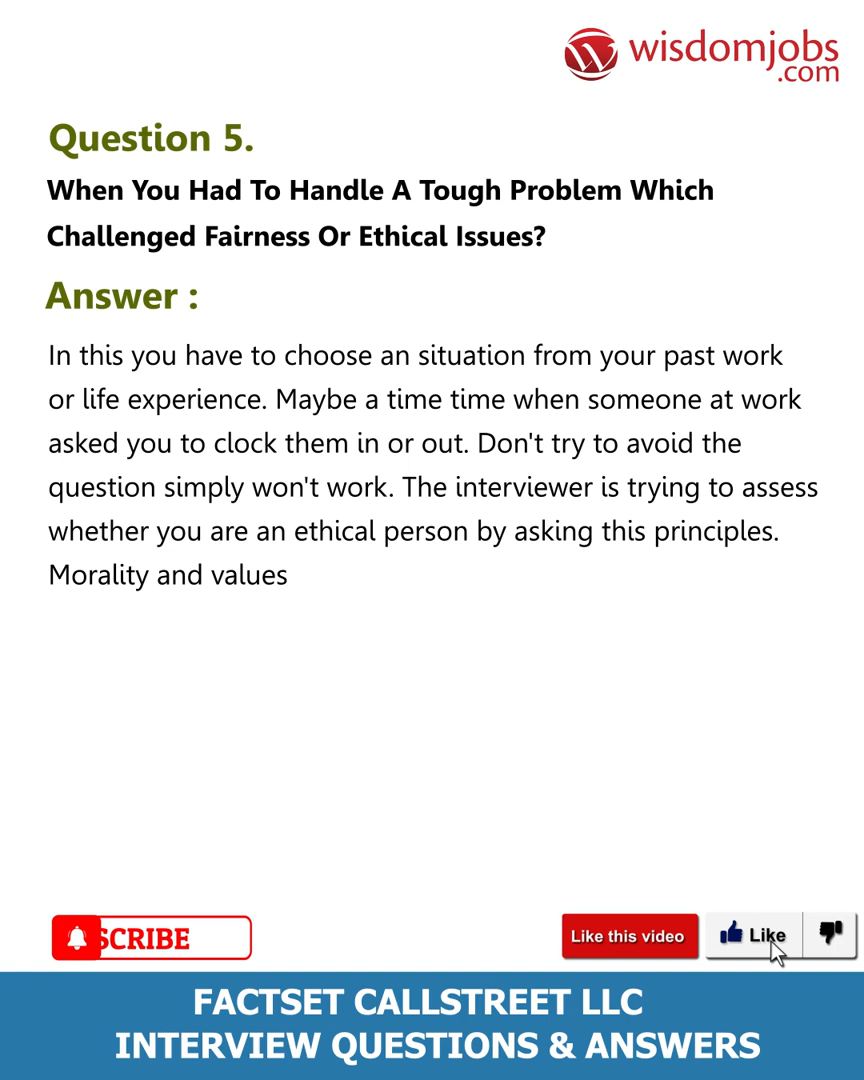 wisdomjobs
.com
Question 5.
When You Had To Handle A Tough Problem Which
Challenged Fairness Or Ethical Issues?
Answer :
In this you have to choose an situation from your past work
or life experience. Maybe a time time when someone at work
asked you to clock them in or out. Don't try to avoid the
question simply won't work. The interviewer is trying to assess
whether you are an ethical person by asking this principles.
Morality and values
SCRIBE
Like this video
Like
FACTSET CALLSTREET LLC
INTERVIEW QUESTIONS & ANSWERS